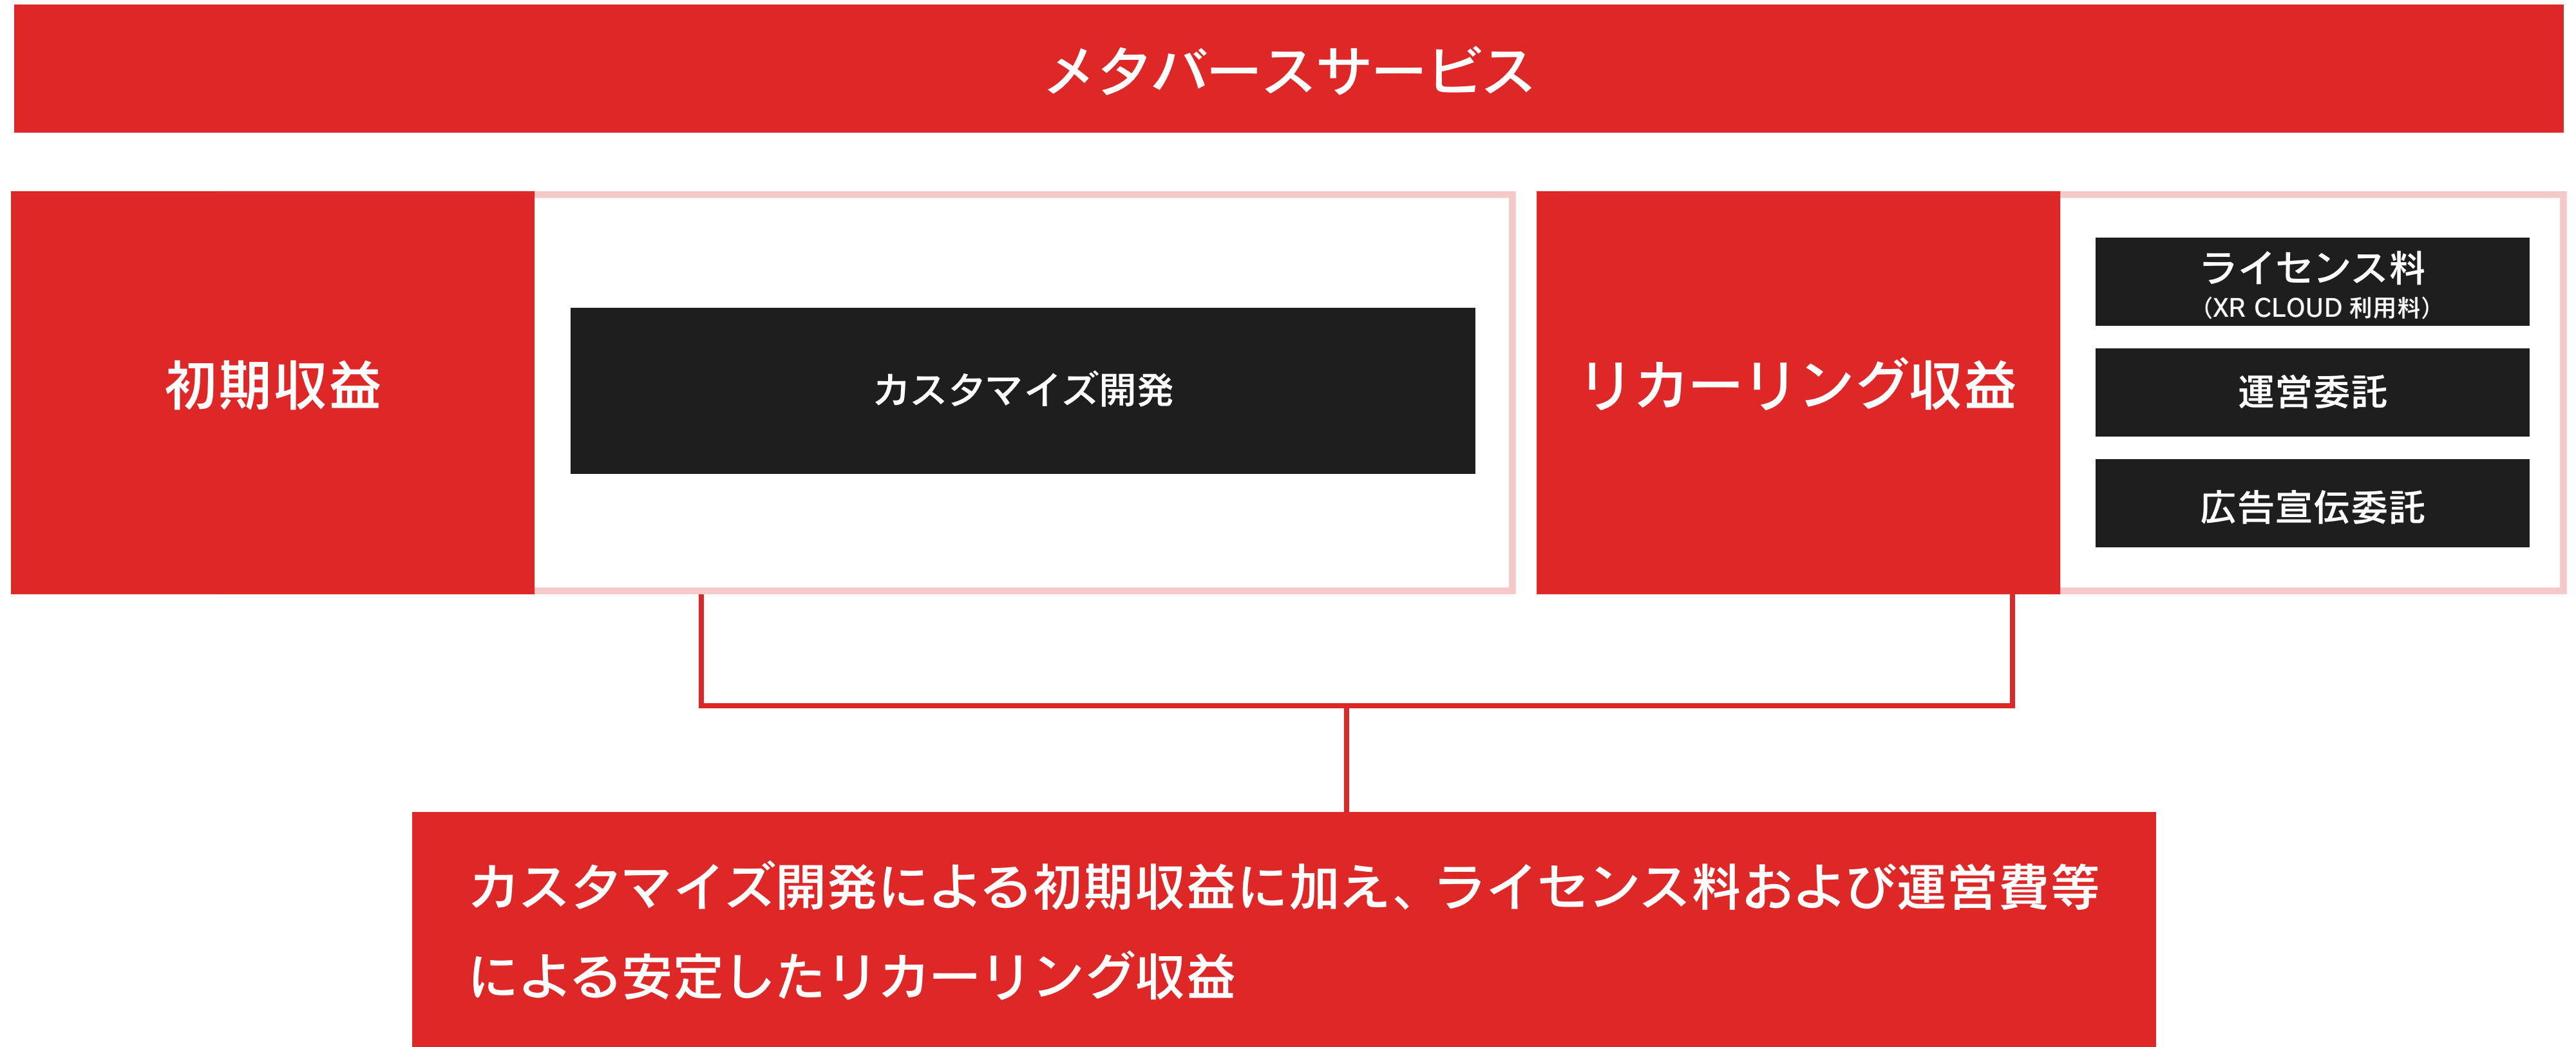 メタバースサービス
初期収益
カスタマイズ開発
リカーリング収益
ライセンス料
（XR CLOUD 利用料）
運営委託
広告宣伝委託
カスタマイズ開発による初期収益に加え、ライセンス料および運営費等
による安定したリカーリング収益